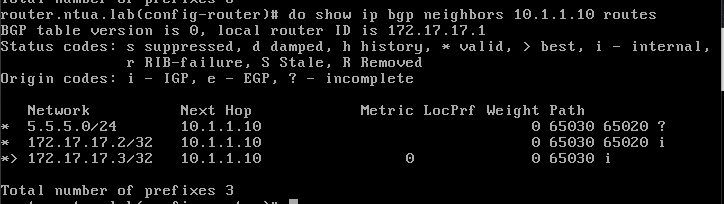 router.ntua.lab(config-router)# do show ip bgp neighbors 10.1.1.10 routes
BGP table version is 0, local router ID is 172.17.17.1
Status codes: s suppressed, d damped, h history, * valid, > best, i - internal,
              r RIB-failure, S Stale, R Removed
Origin codes: i - IGP, e - EGP, ? - incomplete

   Network          Next Hop            Metric LocPrf Weight Path
*  5.5.5.0/24       10.1.1.10                              0 65030 65020 ?
*  172.17.17.2/32   10.1.1.10                              0 65030 65020 i
*> 172.17.17.3/32   10.1.1.10                0             0 65030 i

Total number of prefixes 3